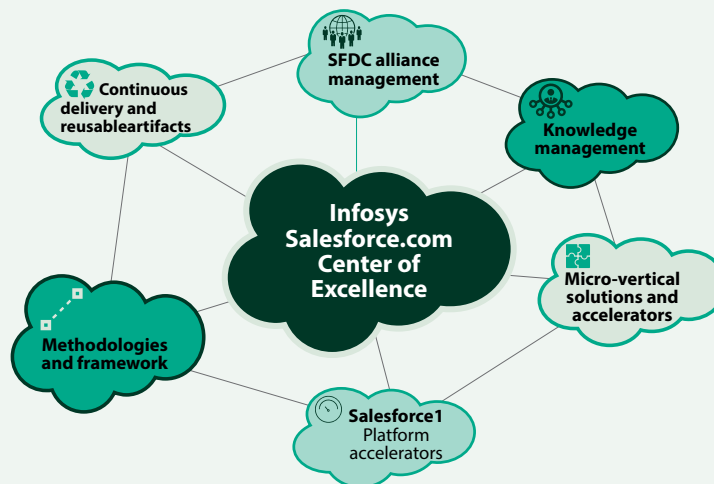 SFDC alliance
management
Continuous
delivery and
reusableartifacts
Knowledge
management
Infosys
Salesforce.com
Center of
Excellence
Micro-vertical
solutions and
accelerators
Methodologies
and framework
Salesforce1
Platform
accelerators